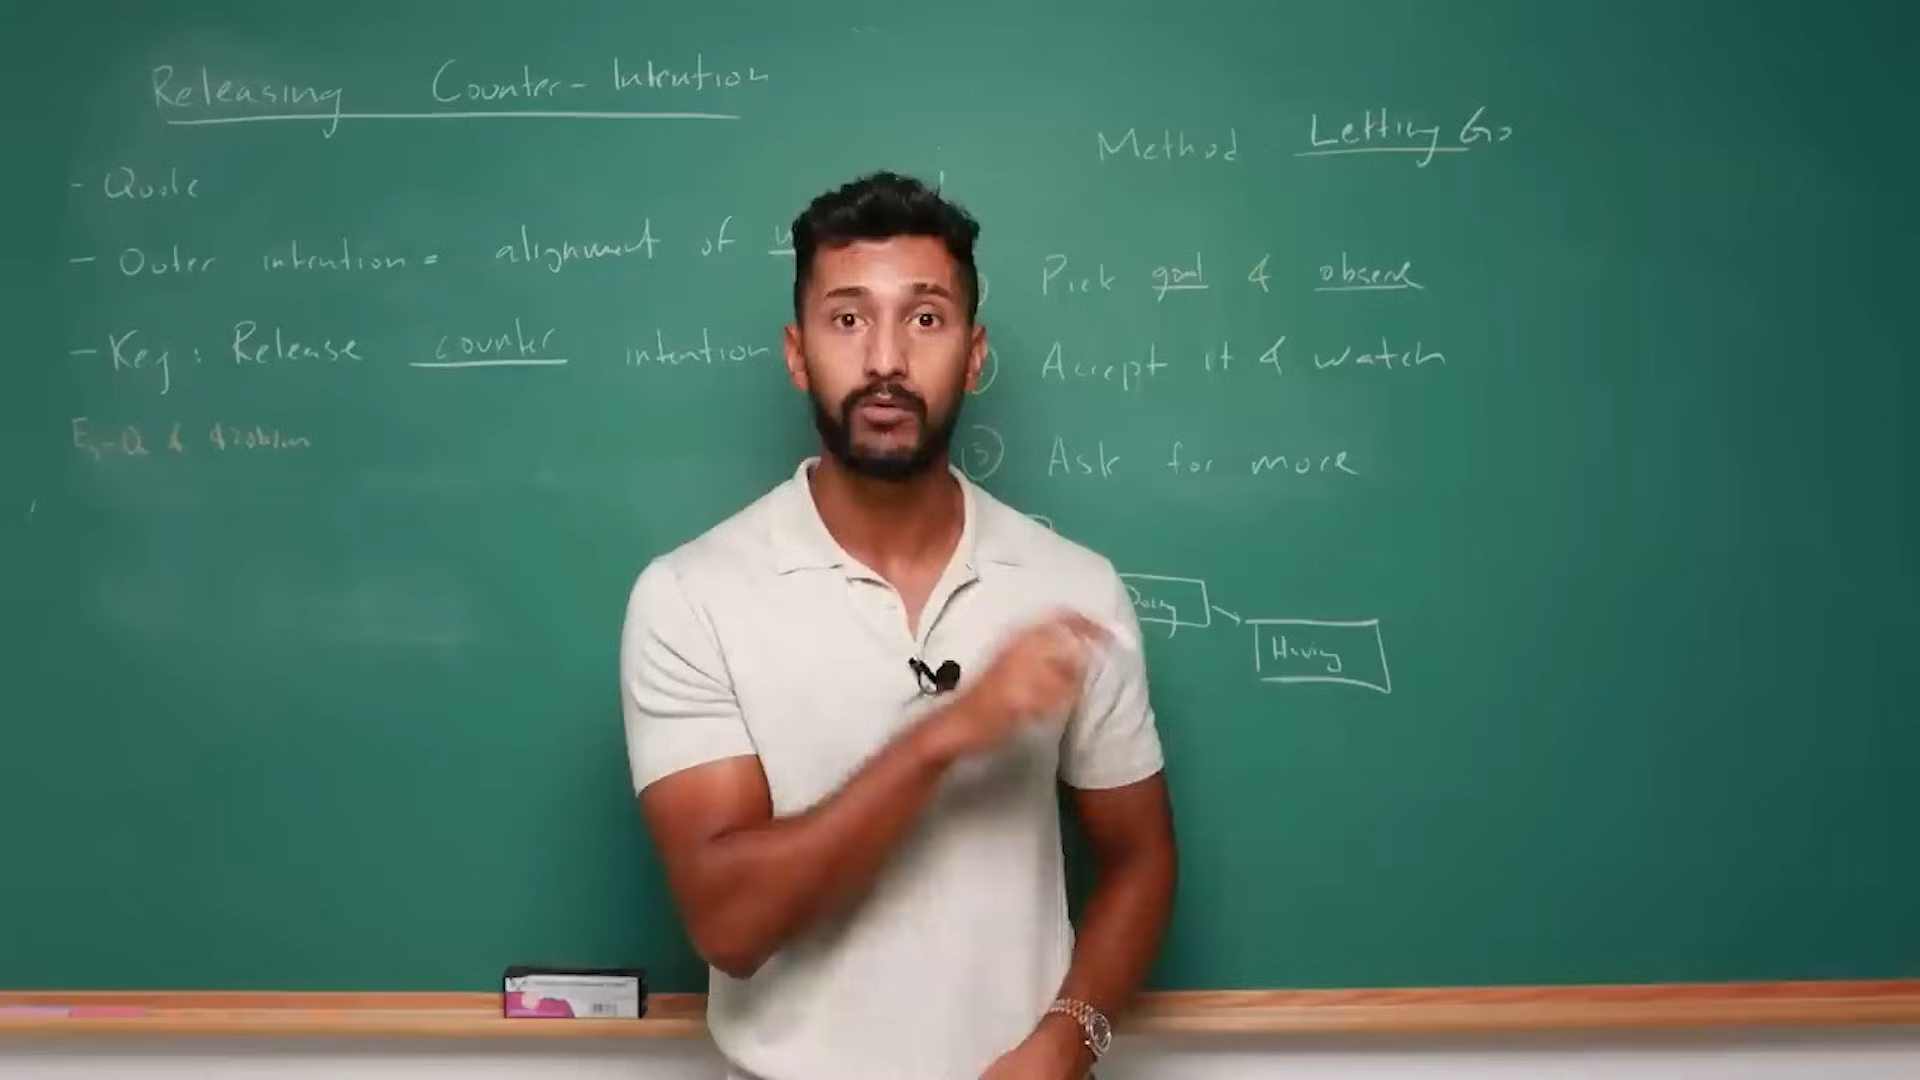 Releasing Counter-Intention
- Quote
- Outer intention = alignment of
- Key: Release counter intention
Method Letting Go
Pick goal & observe
Accept it & watch
3 Ask for more
Doing
Having